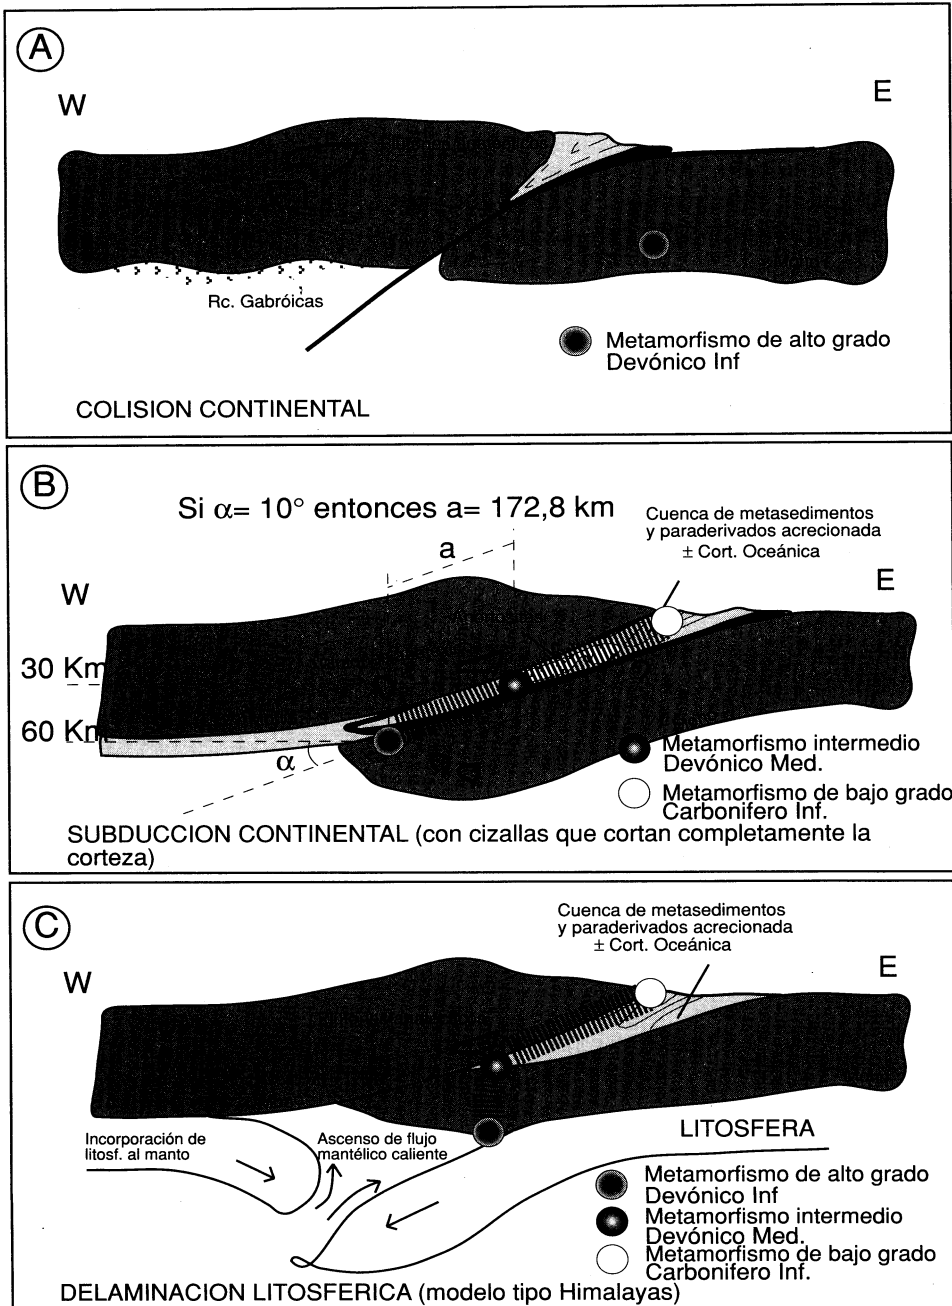 A
W
E
Rc. Gabróicas
Metamorfismo de alto grado
Devónico Inf
COLISION CONTINENTAL
B
Si α= 10° entonces a= 172,8 km
Cuenca de metasedimentos
y paraderivados acrecionada
± Cort. Oceánica
a
W
E
30 Km
60 Km
α
Metamorfismo intermedio
Devónico Med.
Metamorfismo de bajo grado
Carbonifero Inf.
SUBDUCCION CONTINENTAL (con cizallas que cortan completamente la
corteza)
C
Cuenca de metasedimentos
y paraderivados acrecionada
± Cort. Oceánica
W
E
Incorporación de
litosf. al manto
Ascenso de flujo
mantélico caliente
LITOSFERA
Metamorfismo de alto grado
Devónico Inf
Metamorfismo intermedio
Devónico Med.
Metamorfismo de bajo grado
Carbonifero Inf.
DELAMINACION LITOSFERICA (modelo tipo Himalayas)